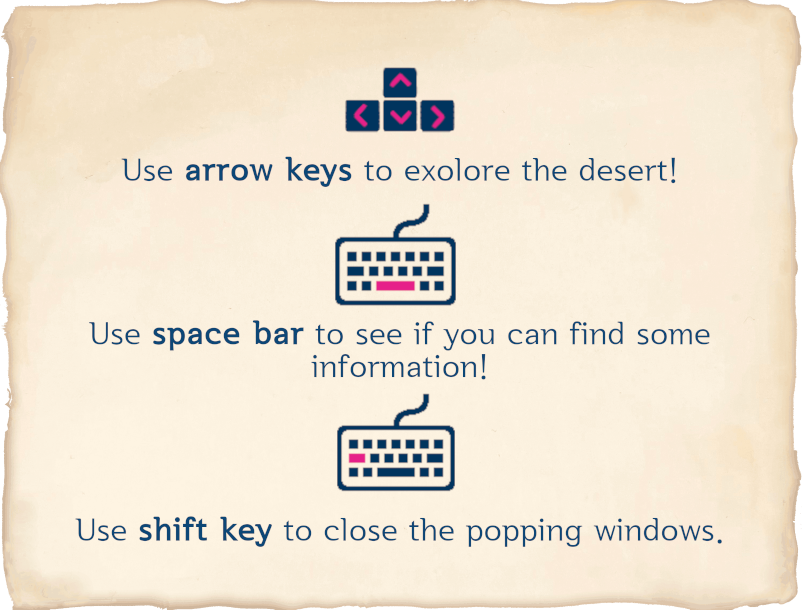 Use arrow keys to exolore the desert!
Use space bar to see if you can find some
information!
Use shift key to close the popping windows.